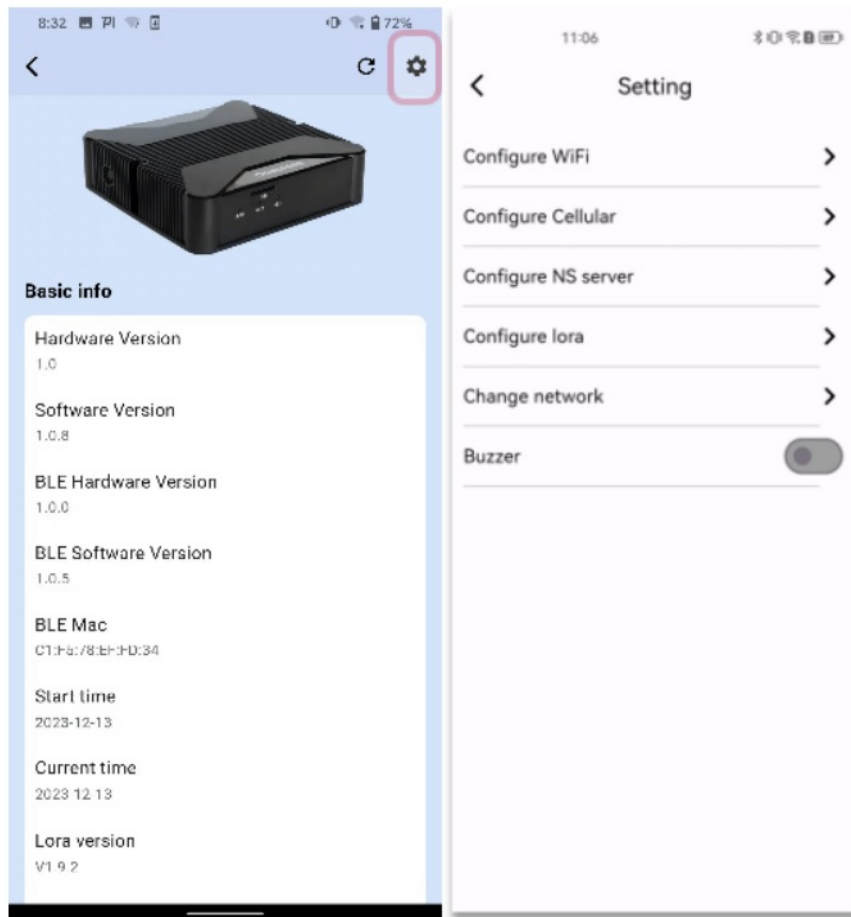 8:32
72%
Basic info
Hardware Version
1.0
Software Version
1.0.8
BLE Hardware Version
1.0.0
BLE Software Version
1.0.5
BLE Mac
C1:F5:78:EF:FD:34
Start time
2023-12-13
Current time
2023 12 13
Lora version
V1.9.2
11:06
Setting
Configure WiFi
Configure Cellular
Configure NS server
Configure lora
Change network
Buzzer